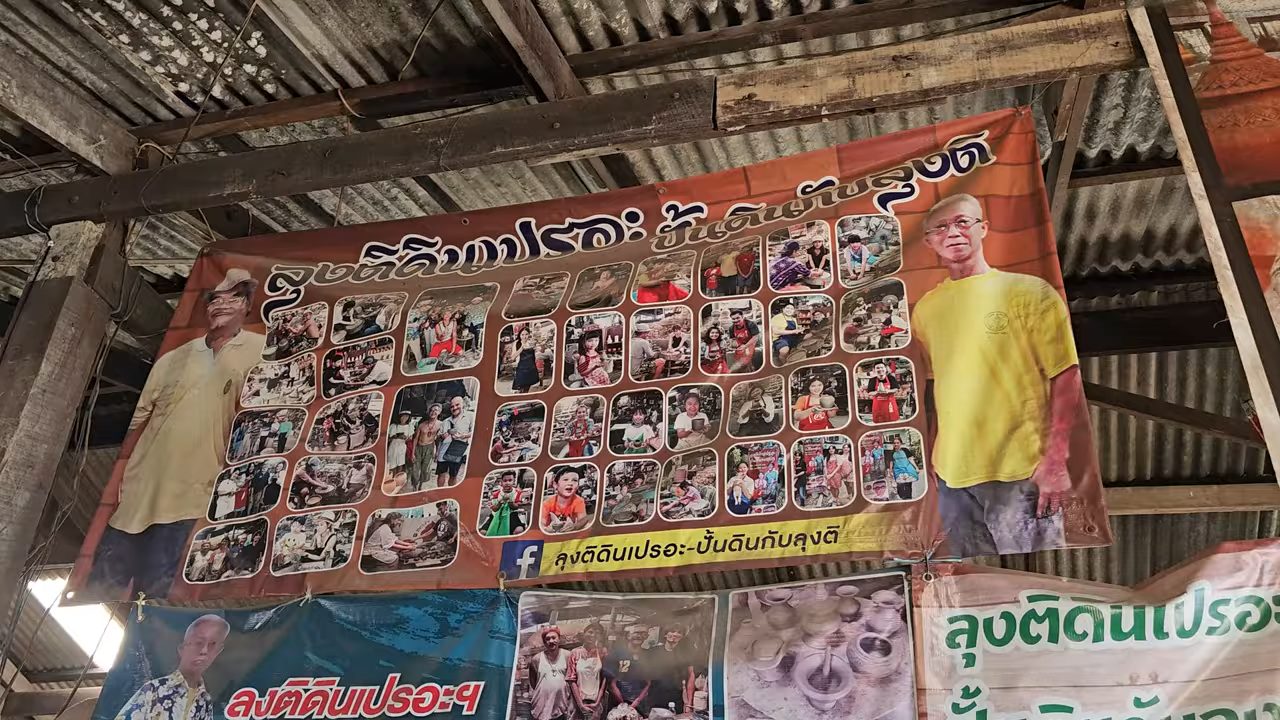 ลุงติดินเปรอะ ปั้นดินกับลุงติ
f ลุงติดินเปรอะ-ปั้นดินกับลุงติ
ลุงติดินเปรอะฯ
ลุงติดินเปรอะ